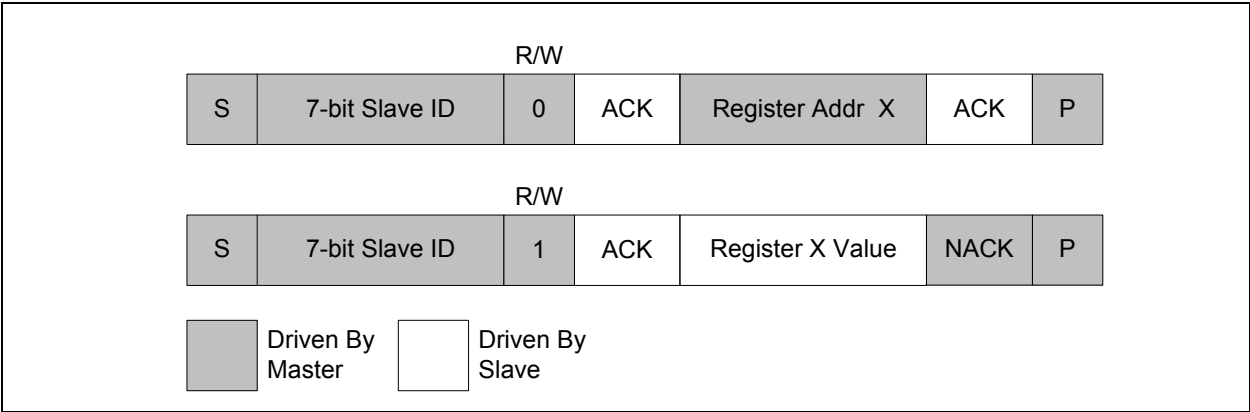 R/W
S 7-bit Slave ID 0 ACK Register Addr X ACK P
R/W
S 7-bit Slave ID 1 ACK Register X Value NACK P
Driven By Driven By
Master Slave